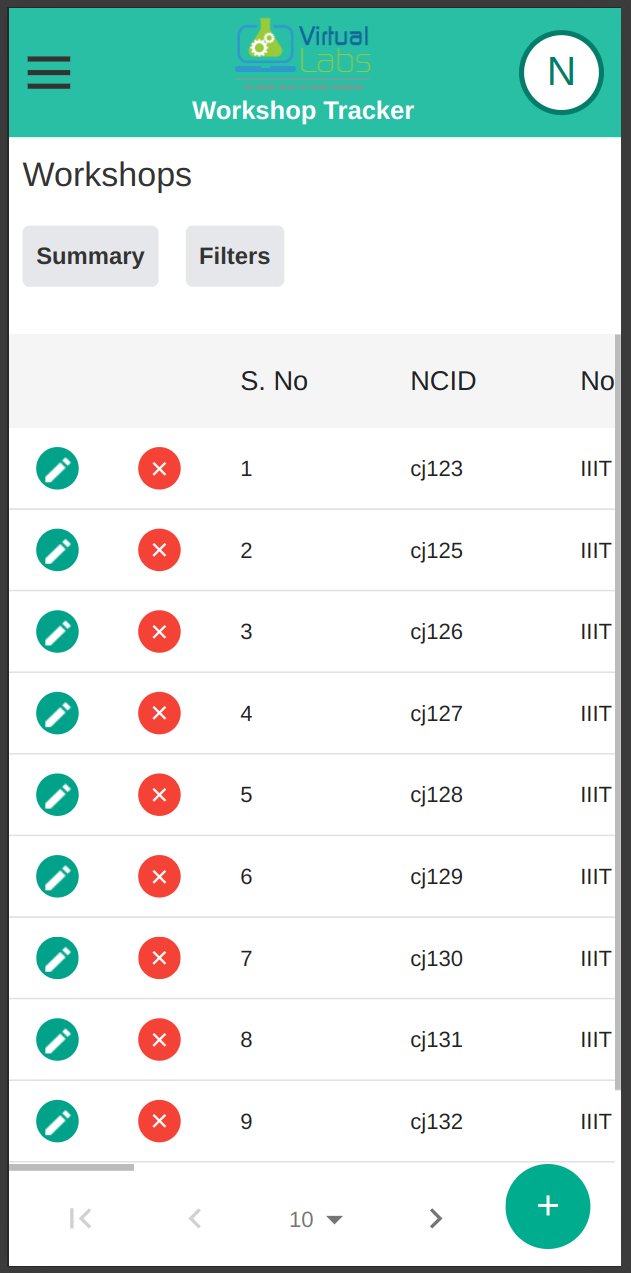 Virtual
Labs
N
Workshop Tracker
Workshops
Summary Filters
S. No NCID No
1 cj123 IIIT
2 cj125 IIIT
3 cj126 IIIT
4 cj127 IIIT
5 cj128 IIIT
6 cj129 IIIT
7 cj130 IIIT
8 cj131 IIIT
9 cj132 IIIT
10